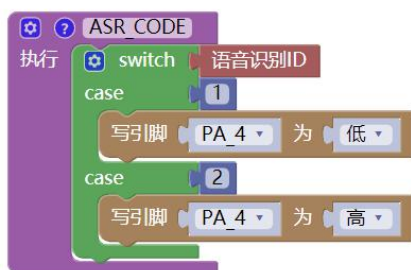 ASR_CODE
执行 switch 语音识别ID
case 1
写引脚 PA_4 为 低
case 2
写引脚 PA_4 为 高